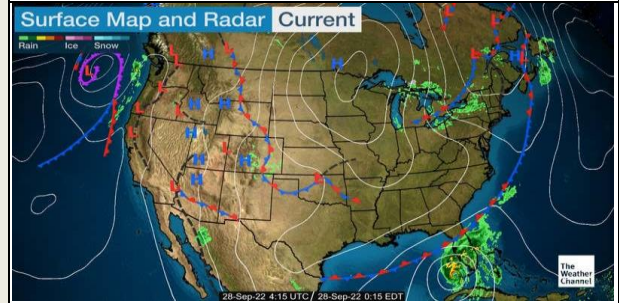 Surface Map and Radar Current
Rain Ice Snow
L L H L H L H
L
H
L L H H
L L H
L H H
H
L H
The
Weather
Channel
28-Sep-22 4:15 UTC / 28-Sep-22 0:15 EDT